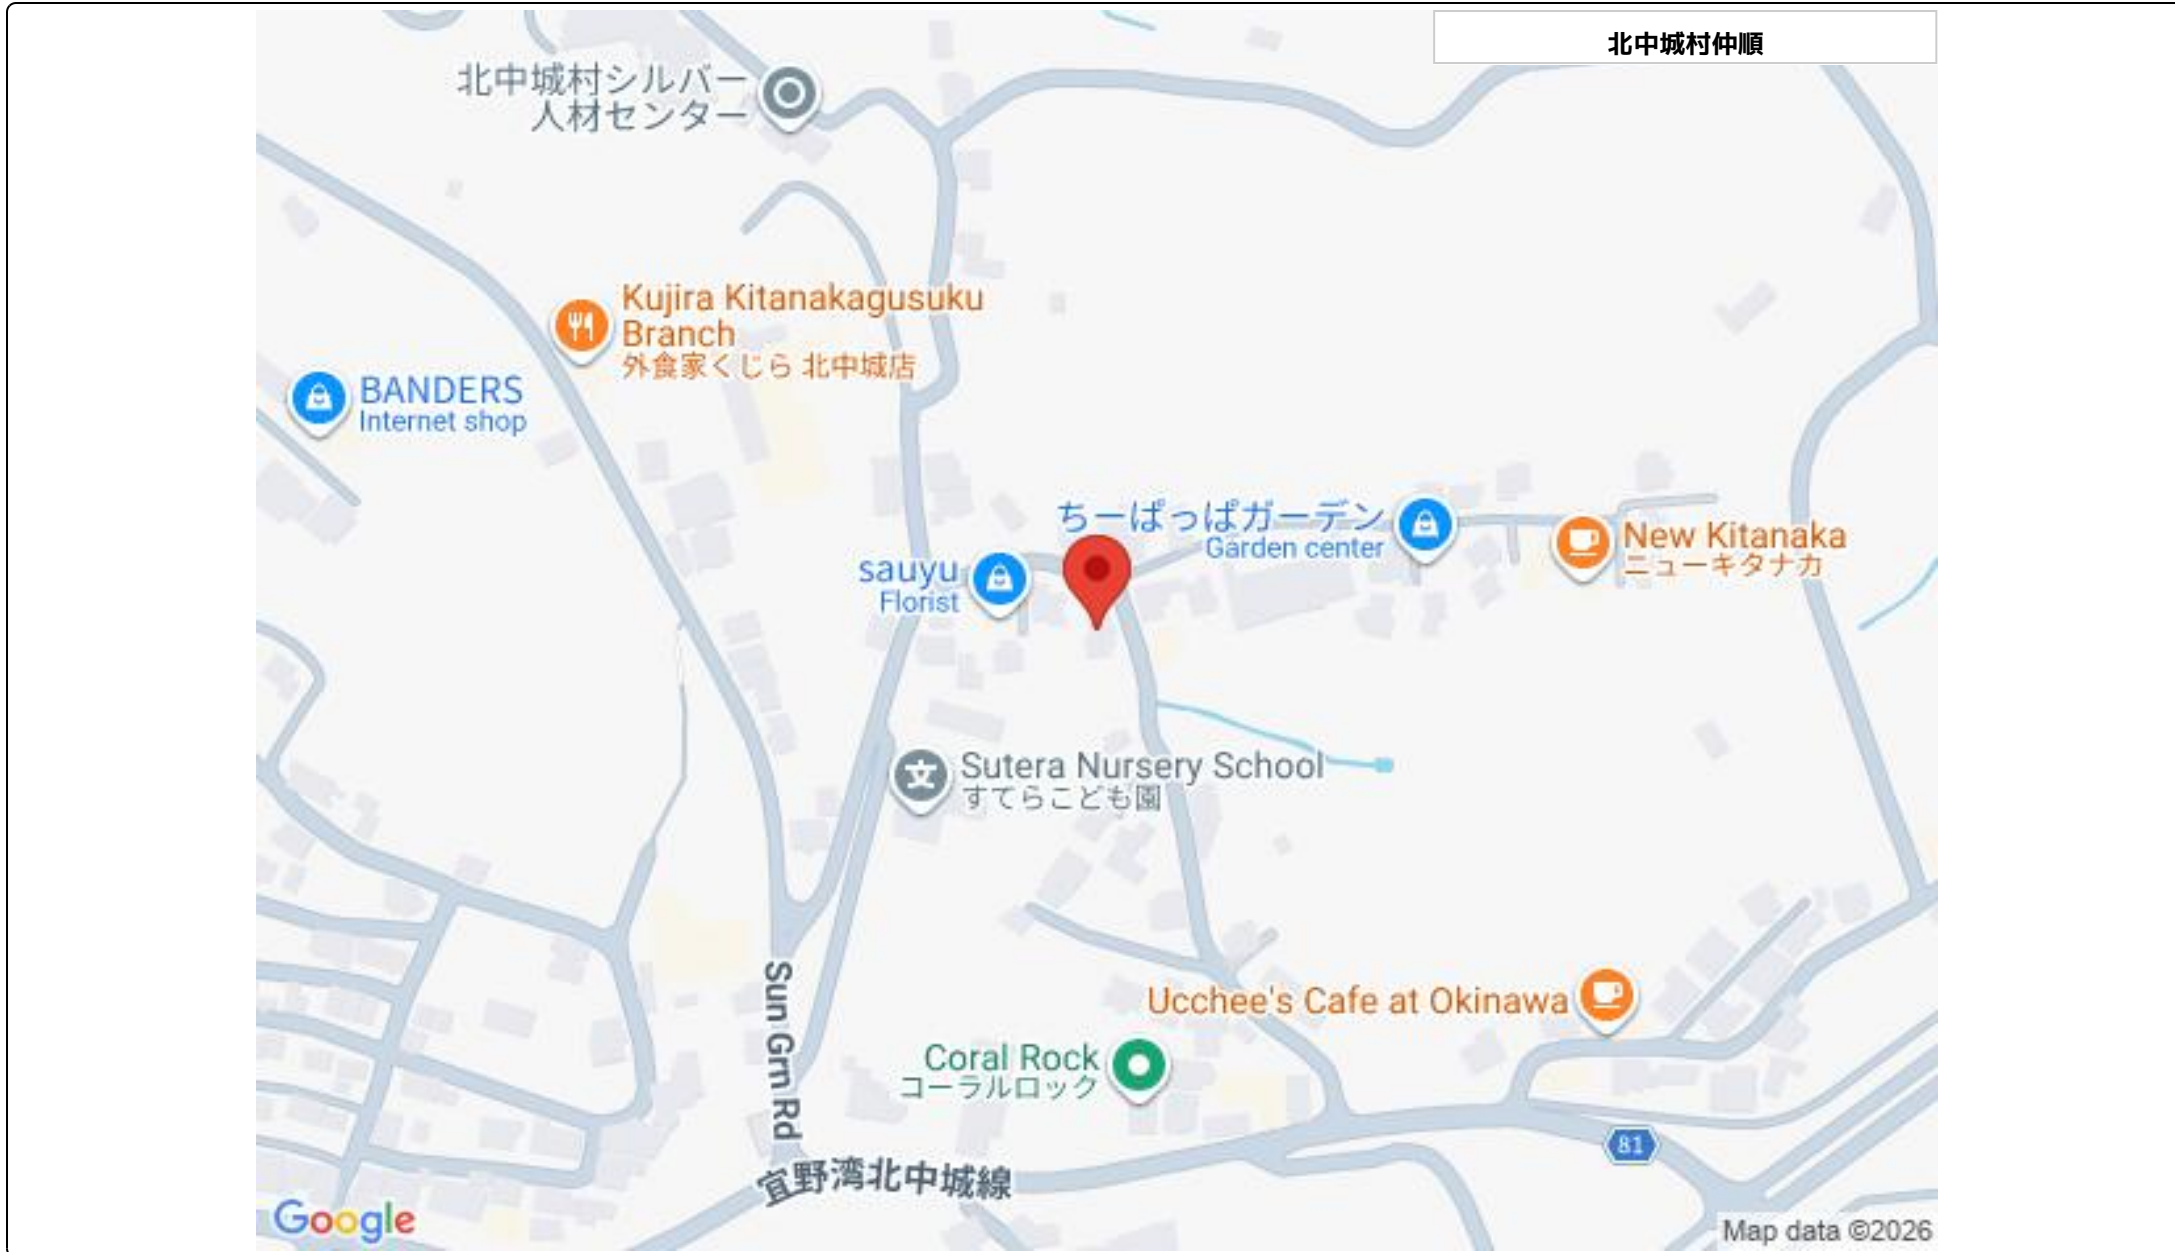 北中城村仲順
北中城村シルバー
人材センター
Kujira Kitanakagusuku
Branch
外食家くじら 北中城店
BANDERS
Internet shop
ちーぱっぱガーデン
Garden center
New Kitanaka
ニューキタナカ
sauyu
Florist
Sutera Nursery School
すてらこども園
Sun Grn Rd
Ucchee's Cafe at Okinawa
Coral Rock
コーラルロック
81
宜野湾北中城線
Google
Map data ©2026